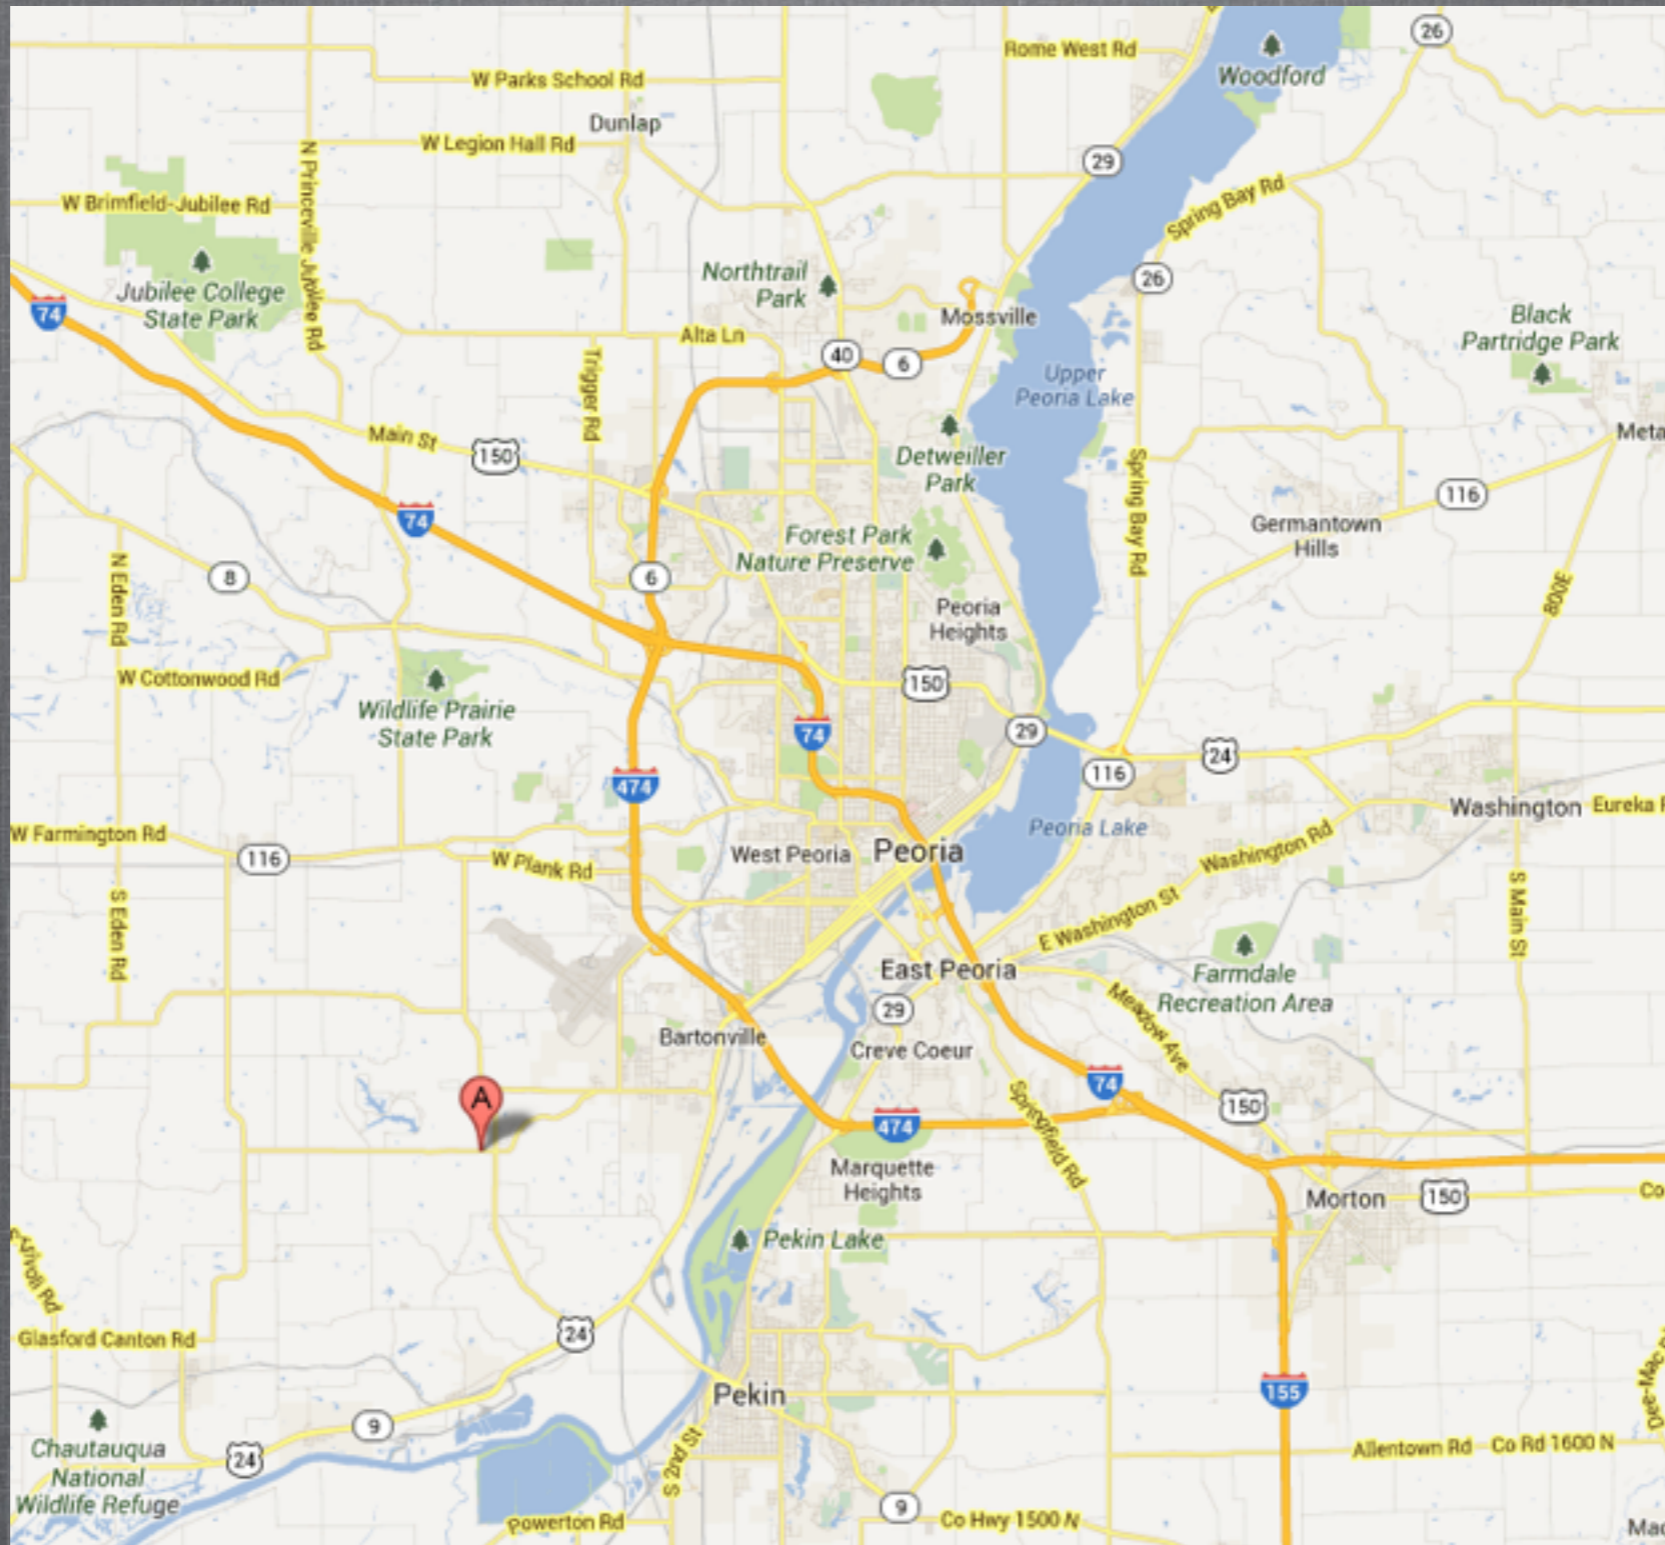 26
Rome West Rd
Woodford
W Parks School Rd
Dunlap
W Legion Hall Rd
29
N Princeville Jubilee Rd
W Brimfield-Jubilee Rd
Spring Bay Rd
Northtrail
Park
26
Jubilee College
State Park
74
Mossville
Black
Partridge Park
Alta Ln
40
6
Trigger Rd
Upper
Peoria Lake
Main St
150
Detweiller
Park
Meta
Spring Bay Rd
116
74
Germantown
Hills
Forest Park
Nature Preserve
8
6
N Eden Rd
800E
Peoria
Heights
W Cottonwood Rd
150
Wildlife Prairie
State Park
74
29
24
116
474
Washington
Eureka R
W Farmington Rd
Peoria Lake
116
West Peoria
Peoria
Washington Rd
W Plank Rd
S Eden Rd
E Washington St
S Main St
East Peoria
Farmdale
Recreation Area
29
Meadow Ave
Bartonville
Creve Coeur
74
A
150
474
Springfield Rd
Marquette
Heights
Morton
150
Co
Pekin Lake
S Trivoli Rd
Glasford Canton Rd
24
Pekin
155
Dee-Mac R
9
Chautauqua
National
Wildlife Refuge
24
S 2nd St
Allentown Rd
Co Rd 1600 N
9
Powerton Rd
Co Hwy 1500 N
Mac